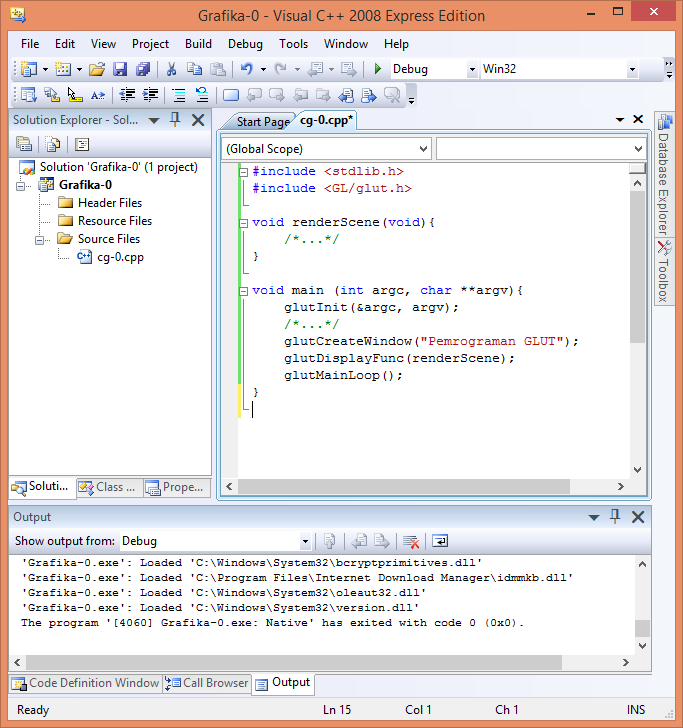 Grafika-0 - Visual C++ 2008 Express Edition
File Edit View Project Build Debug Tools Window Help
Debug Win32
Solution Explorer - Solu...
Start Page cg-0.cpp*
(Global Scope)
Solution 'Grafika-0' (1 project)
Grafika-0
Header Files
Resource Files
Source Files
cg-0.cpp
#include <stdlib.h>
#include <GL/glut.h>
void renderScene(void){
/*...*/
}
void main (int argc, char **argv){
glutInit(&argc, argv);
/*...*/
glutCreateWindow("Pemrograman GLUT");
glutDisplayFunc(renderScene);
glutMainLoop();
}
Database Explorer
Toolbox
Soluti... Class ... Prope...
Output
Show output from: Debug
'Grafika-0.exe': Loaded 'C:\Windows\System32\bcryptprimitives.dll'
'Grafika-0.exe': Loaded 'C:\Program Files\Internet Download Manager\idmmkb.dll'
'Grafika-0.exe': Loaded 'C:\Windows\System32\oleaut32.dll'
'Grafika-0.exe': Loaded 'C:\Windows\System32\version.dll'
The program '[4060] Grafika-0.exe: Native' has exited with code 0 (0x0).
Code Definition Window Call Browser Output
Ready Ln 15 Col 1 Ch 1 INS